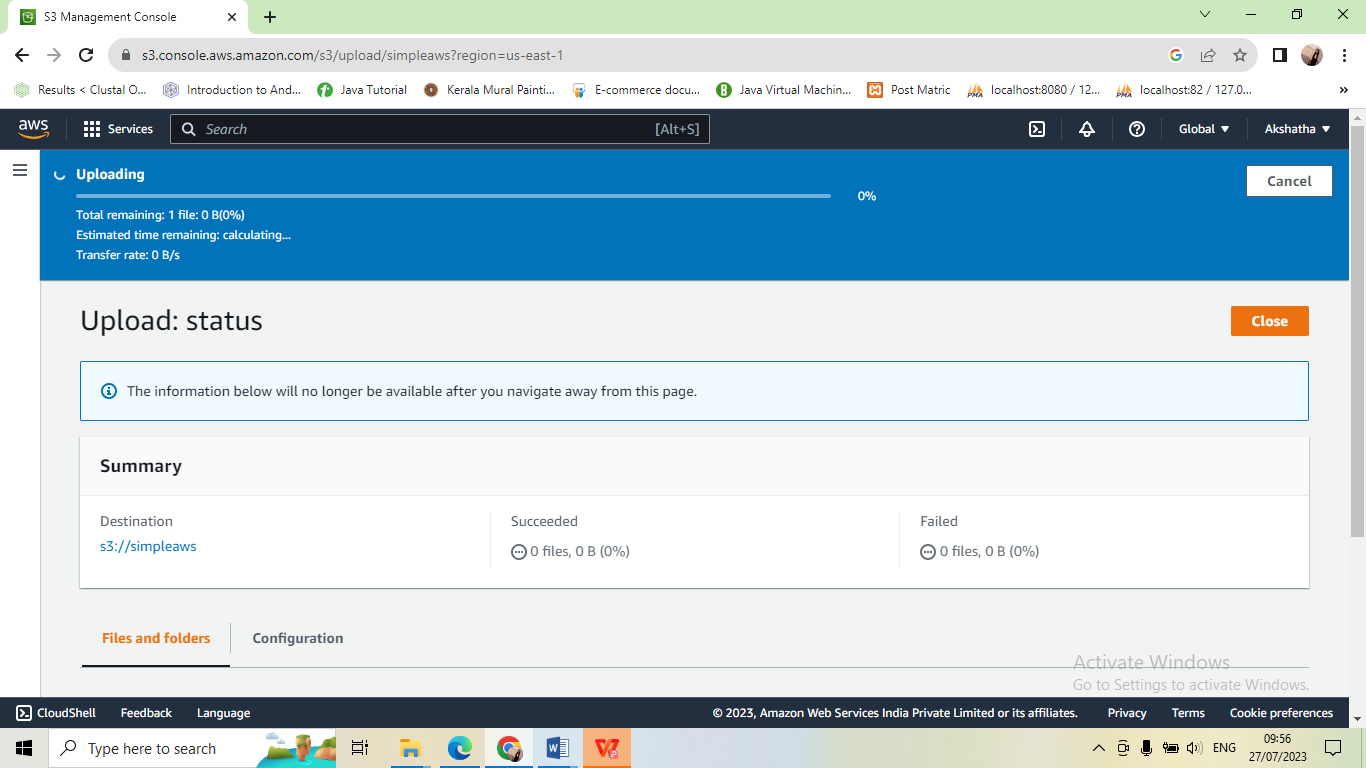 S3 Management Console
s3.console.aws.amazon.com/s3/upload/simpleaws?region=us-east-1
Results < Clustal O...
Introduction to And...
Java Tutorial
Kerala Mural Painti...
E-commerce docu...
Java Virtual Machin...
Post Matric
localhost:8080 / 12...
localhost:82 / 127.0...
»
aws
Services
Search
[Alt+S]
Global
Akshatha
Uploading
0%
Cancel
Total remaining: 1 file: 0 B(0%)
Estimated time remaining: calculating...
Transfer rate: 0 B/s
Upload: status
Close
The information below will no longer be available after you navigate away from this page.
Summary
Destination
s3://simpleaws
Succeeded
0 files, 0 B (0%)
Failed
0 files, 0 B (0%)
Files and folders
Configuration
Activate Windows
Go to Settings to activate Windows.
CloudShell
Feedback
Language
© 2023, Amazon Web Services India Private Limited or its affiliates.
Privacy
Terms
Cookie preferences
Type here to search
ENG
09:56
27/07/2023